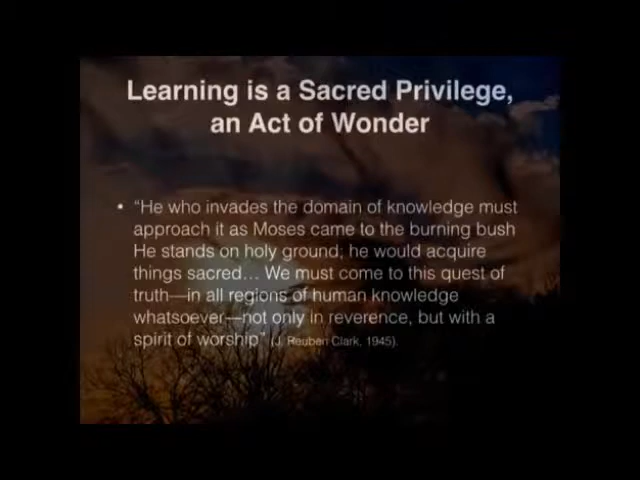 Learning is a Sacred Privilege,
an Act of Wonder
• “He who invades the domain of knowledge must
approach it as Moses came to the burning bush
He stands on holy ground; he would acquire
things sacred… We must come to this quest of
truth—in all regions of human knowledge
whatsoever—not only in reverence, but with a
spirit of worship” (J. Reuben Clark, 1945).